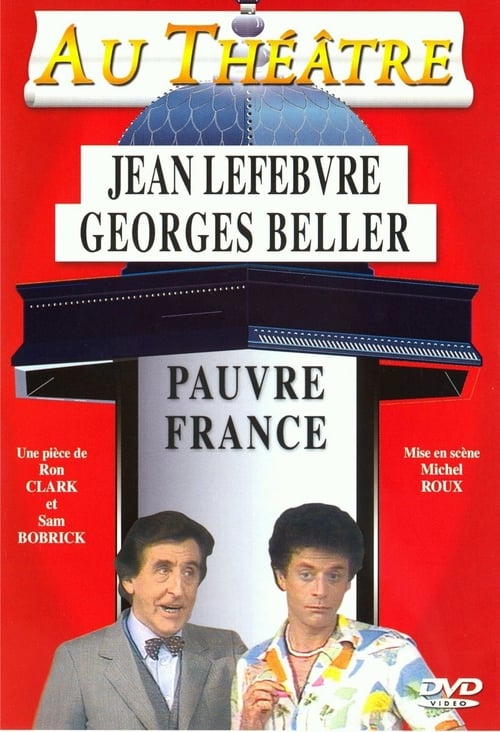 AU THÉÂTRE
JEAN LEFEBVRE
GEORGES BELLER
PAUVRE
FRANCE
Une pièce de
Ron
CLARK
et
Sam
BOBRICK
Mise en scène
Michel
ROUX
DVD
VIDEO